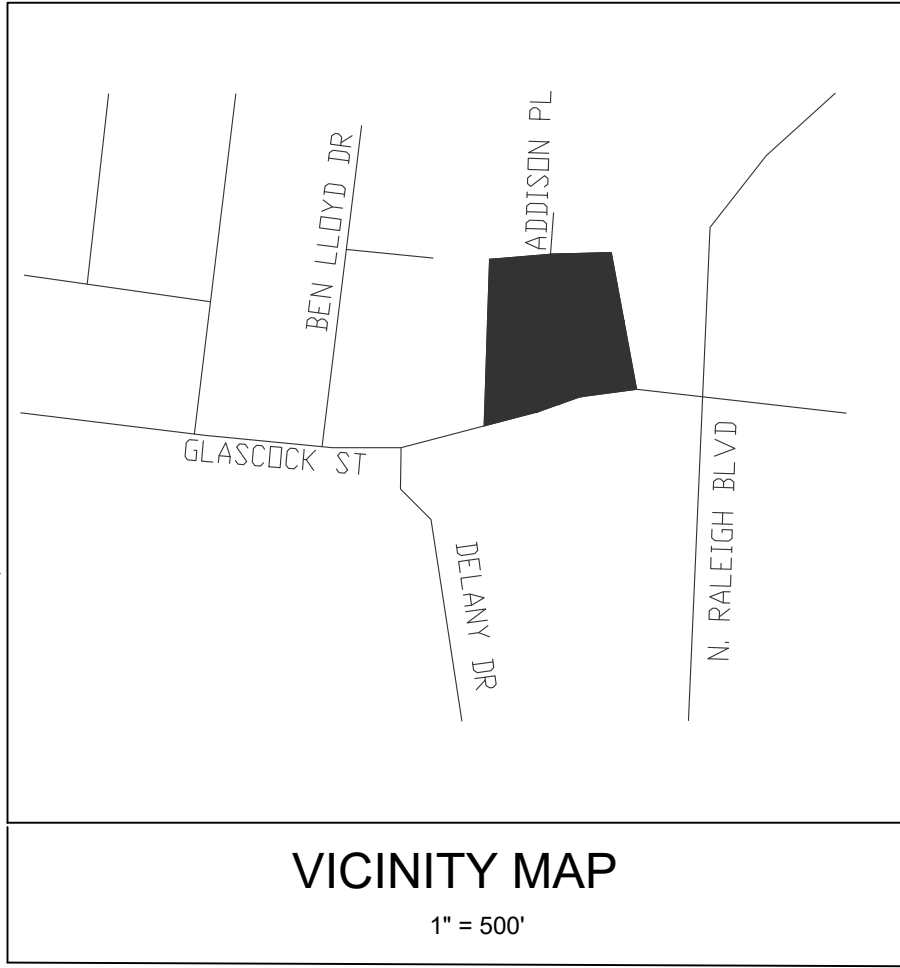 ADDISON PL
BEN LLOYD DR
GLASCOCK ST
N. RALEIGH BLVD
DELANY DR
VICINITY MAP
1" = 500'